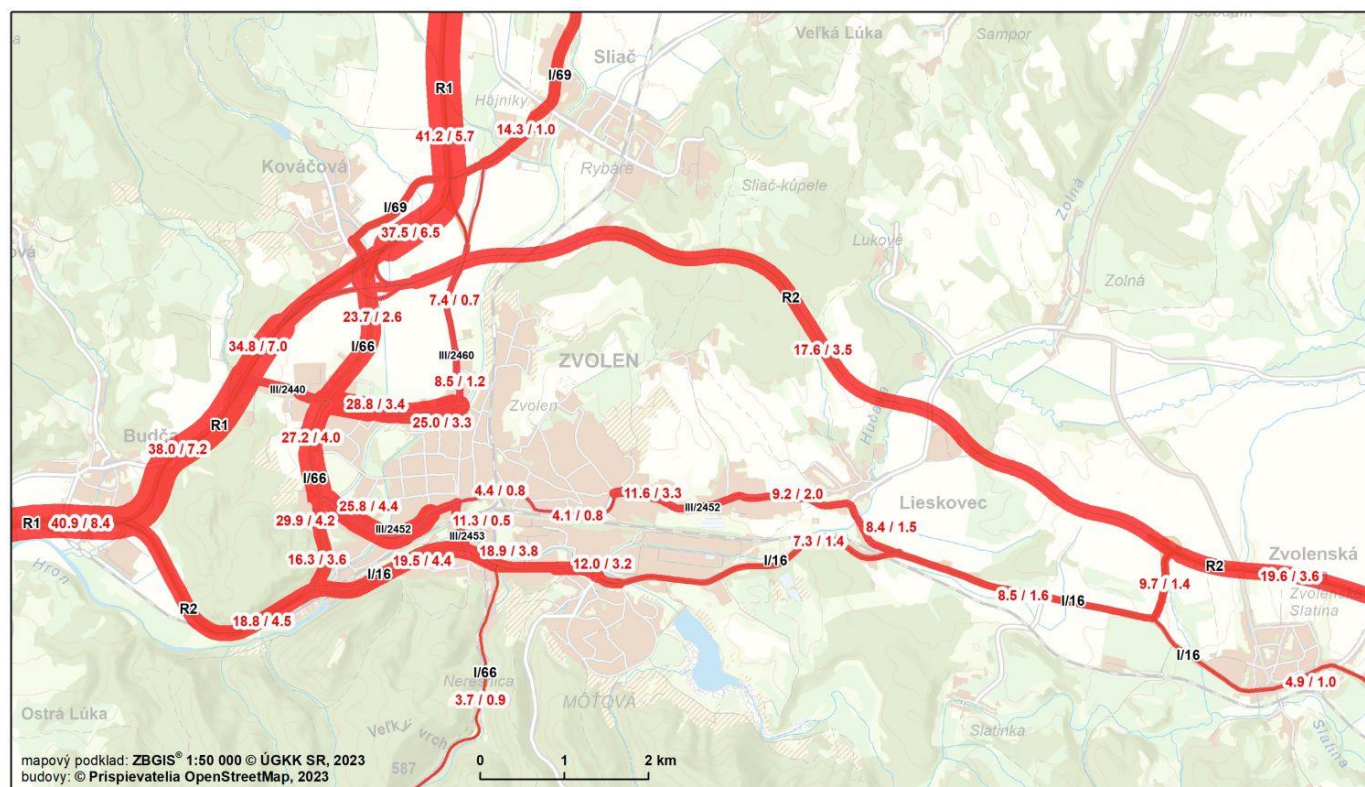 Veľká Lúka
Sampor
Sliač
I/69
R1
Hôjniky
14.3 / 1.0
41.2 / 5.7
Kováčová
Rybáre
Sliač-kúpele
Zolná
I/69
37.5 / 6.5
Lukové
ová
Zolná
7.4 / 0.7
R2
23.7 / 2.6
34.8 / 7.0
I/66
17.6 / 3.5
III/2460
ZVOLEN
8.5 / 1.2
III/2440
28.8 / 3.4
Zvolen
25.0 / 3.3
Hučava
R1
Budča
27.2 / 4.0
38.0 / 7.2
I/66
4.4 / 0.8
11.6 / 3.3
9.2 / 2.0
Lieskovec
25.8 / 4.4
III/2452
4.1 / 0.8
R1
40.9 / 8.4
29.9 / 4.2
III/2452
11.3 / 0.5
8.4 / 1.5
III/2453
7.3 / 1.4
18.9 / 3.8
Zvolenská
16.3 / 3.6
19.5 / 4.4
12.0 / 3.2
I/16
I/16
R2
Hron
9.7 / 1.4
19.6 / 3.6
Zvolenská
Slatina
8.5 / 1.6
I/16
R2
18.8 / 4.5
I/16
I/66
Neresnica
4.9 / 1.0
3.7 / 0.9
MÔŤOVÁ
Ostrá Lúka
Veľký vrch
Slatinka
Slatina
587
mapový podklad: ZBGIS® 1:50 000 © ÚGKK SR, 2023
budovy: © Prispievatelia OpenStreetMap, 2023
0 1 2 km